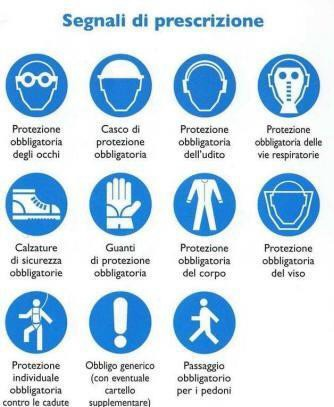 Segnali di prescrizione
Protezione
obbligatoria
degli occhi
Casco di
protezione
obbligatoria
Protezione
obbligatoria
dell'udito
Protezione
obbligatoria delle
vie respiratorie
Calzature
di sicurezza
obbligatorie
Guanti
di protezione
obbligatoria
Protezione
obbligatoria
del corpo
Protezione
obbligatoria
del viso
Protezione
individuale
obbligatoria
contro le cadute
Obbligo generico
(con eventuale
cartello
supplementare)
Passaggio
obbligatorio
per i pedoni